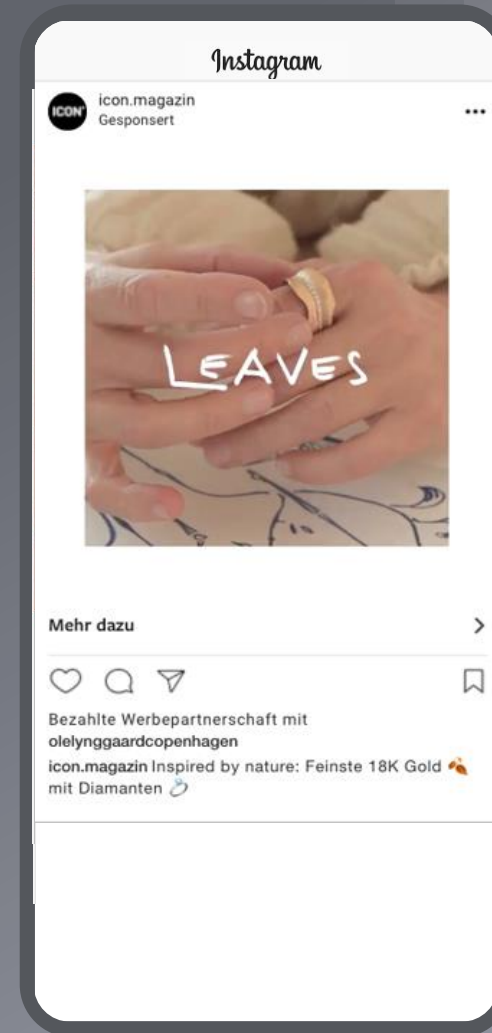 Instagram
ICON
icon.magazin
Gesponsert
LEAVES
Mehr dazu
Bezahlte Werbepartnerschaft mit
olelynggaardcopenhagen
icon.magazin Inspired by nature: Feinste 18K Gold 🍂
mit Diamanten 💍